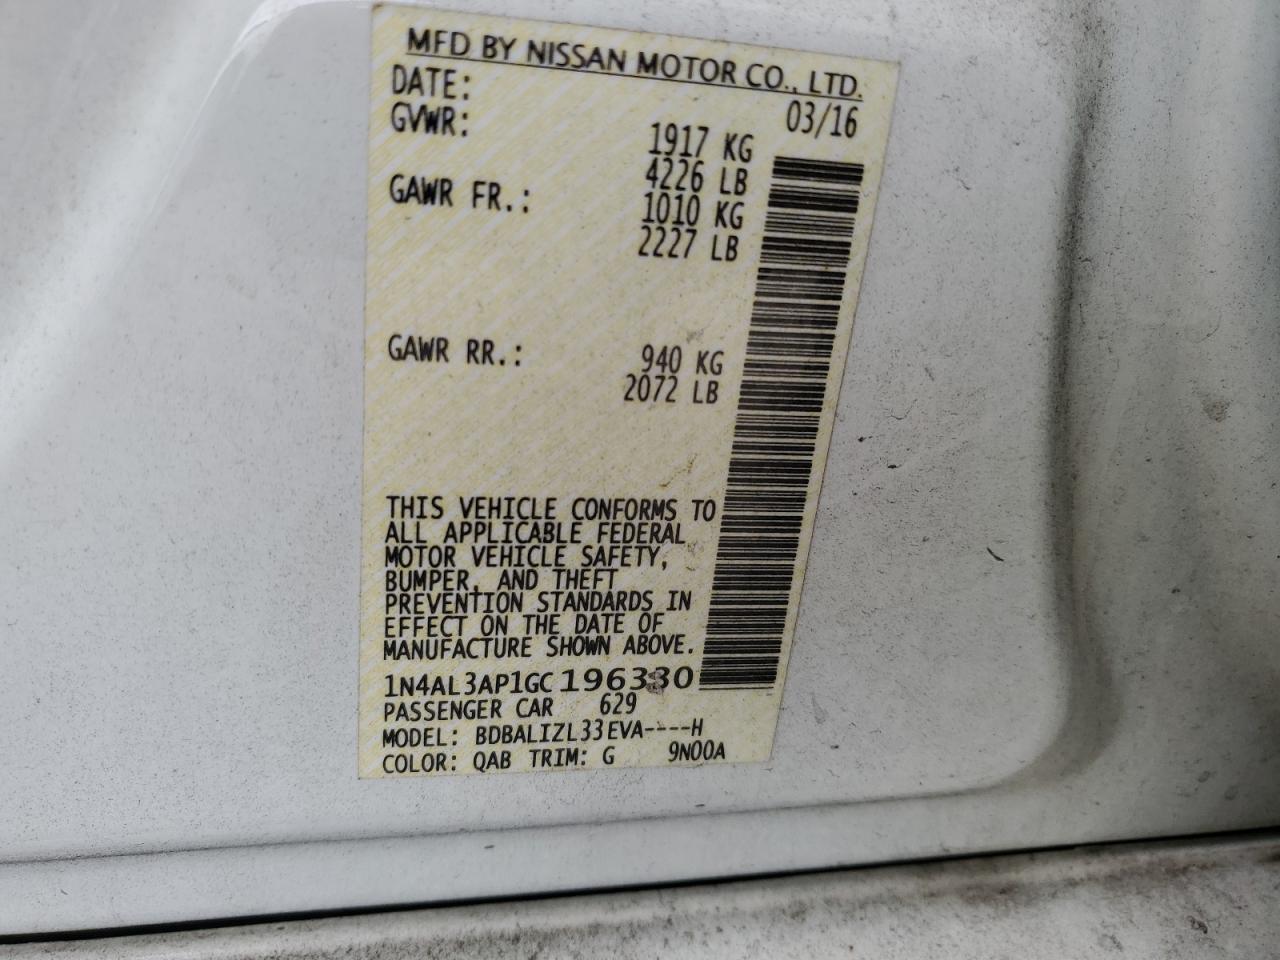 MFD BY NISSAN MOTOR CO., LTD.
DATE: 03/16
GVWR: 1917 KG
4226 LB
GAWR FR.: 1010 KG
2227 LB
GAWR RR.: 940 KG
2072 LB
THIS VEHICLE CONFORMS TO
ALL APPLICABLE FEDERAL
MOTOR VEHICLE SAFETY,
BUMPER, AND THEFT
PREVENTION STANDARDS IN
EFFECT ON THE DATE OF
MANUFACTURE SHOWN ABOVE.
1N4AL3AP1GC196330
PASSENGER CAR 629
MODEL: BDBALIZL33EVA----H
COLOR: QAB TRIM: G 9N00A